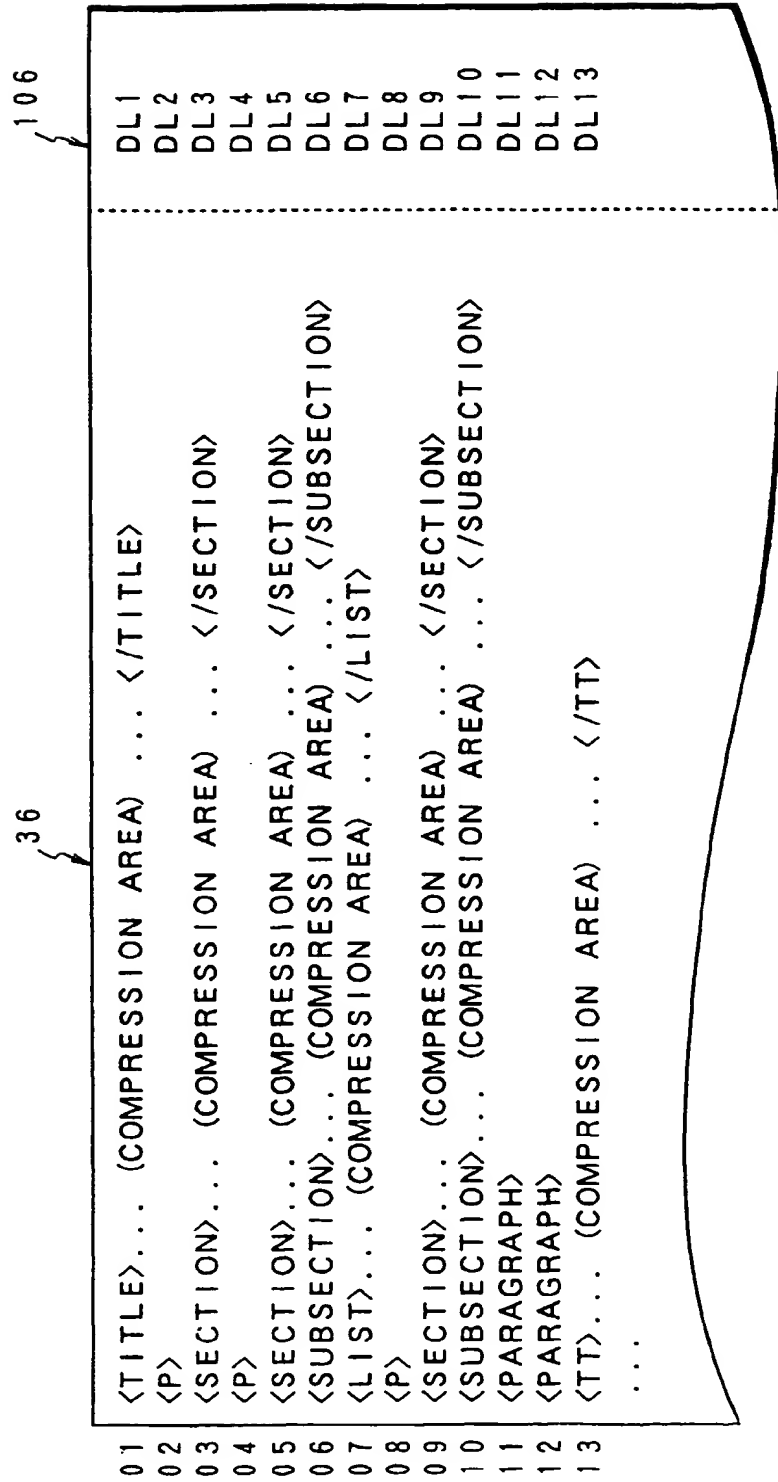 36
106
01 <TITLE>... (COMPRESSION AREA) ... </TITLE> DL1
02 <P> DL2
03 <SECTION>... (COMPRESSION AREA) ... </SECTION> DL3
04 <P> DL4
05 <SECTION>... (COMPRESSION AREA) ... </SECTION> DL5
06 <SUBSECTION>... (COMPRESSION AREA) ... </SUBSECTION> DL6
07 <LIST>... (COMPRESSION AREA) ... </LIST> DL7
08 <P> DL8
09 <SECTION>... (COMPRESSION AREA) ... </SECTION> DL9
10 <SUBSECTION>... (COMPRESSION AREA) ... </SUBSECTION> DL10
11 <PARAGRAPH> DL11
12 <PARAGRAPH> DL12
13 <TT>... (COMPRESSION AREA) ... </TT> DL13
...